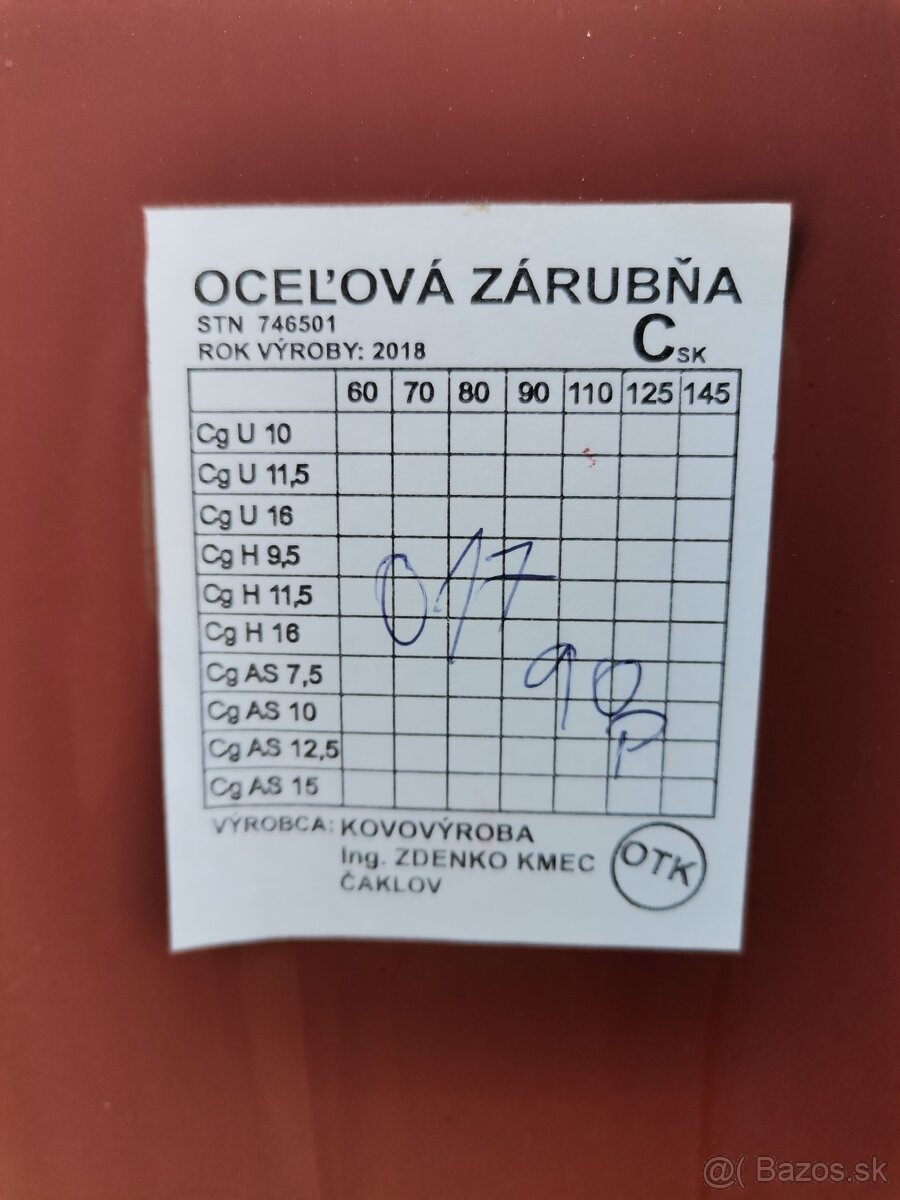 OCEĽOVÁ ZÁRUBŇA
STN 746501
CSK
ROK VÝROBY: 2018
60 70 80 90 110 125 145
Cg U 10
Cg U 11,5
Cg U 16
Cg H 9,5
017
Cg H 11,5
Cg H 16
Cg AS 7,5
90
Cg AS 10
P
Cg AS 12,5
Cg AS 15
VÝROBCA: KOVOVÝROBA
Ing. ZDENKO KMEC
ČAKLOV
OTK
@( Bazos.sk